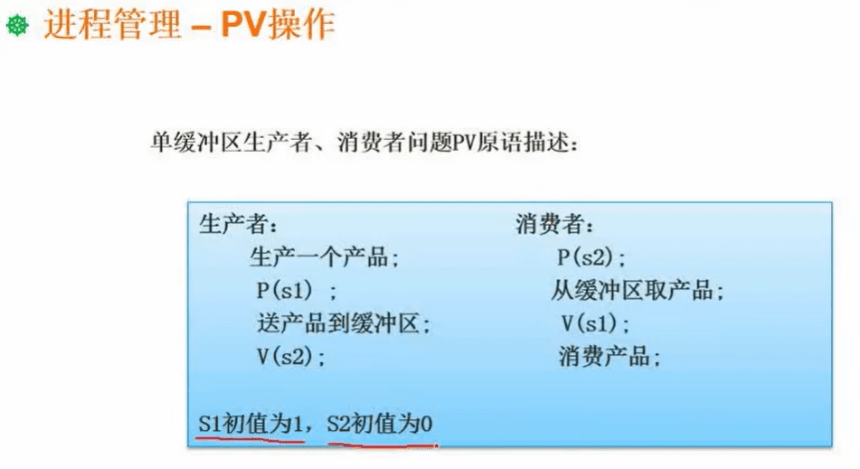 进程管理 – PV操作
单缓冲区生产者、消费者问题PV原语描述:
生产者:
生产一个产品;
P(s1) ;
送产品到缓冲区;
V(s2);
消费者:
P(s2);
从缓冲区取产品;
V(s1);
消费产品;
S1初值为1, S2初值为0